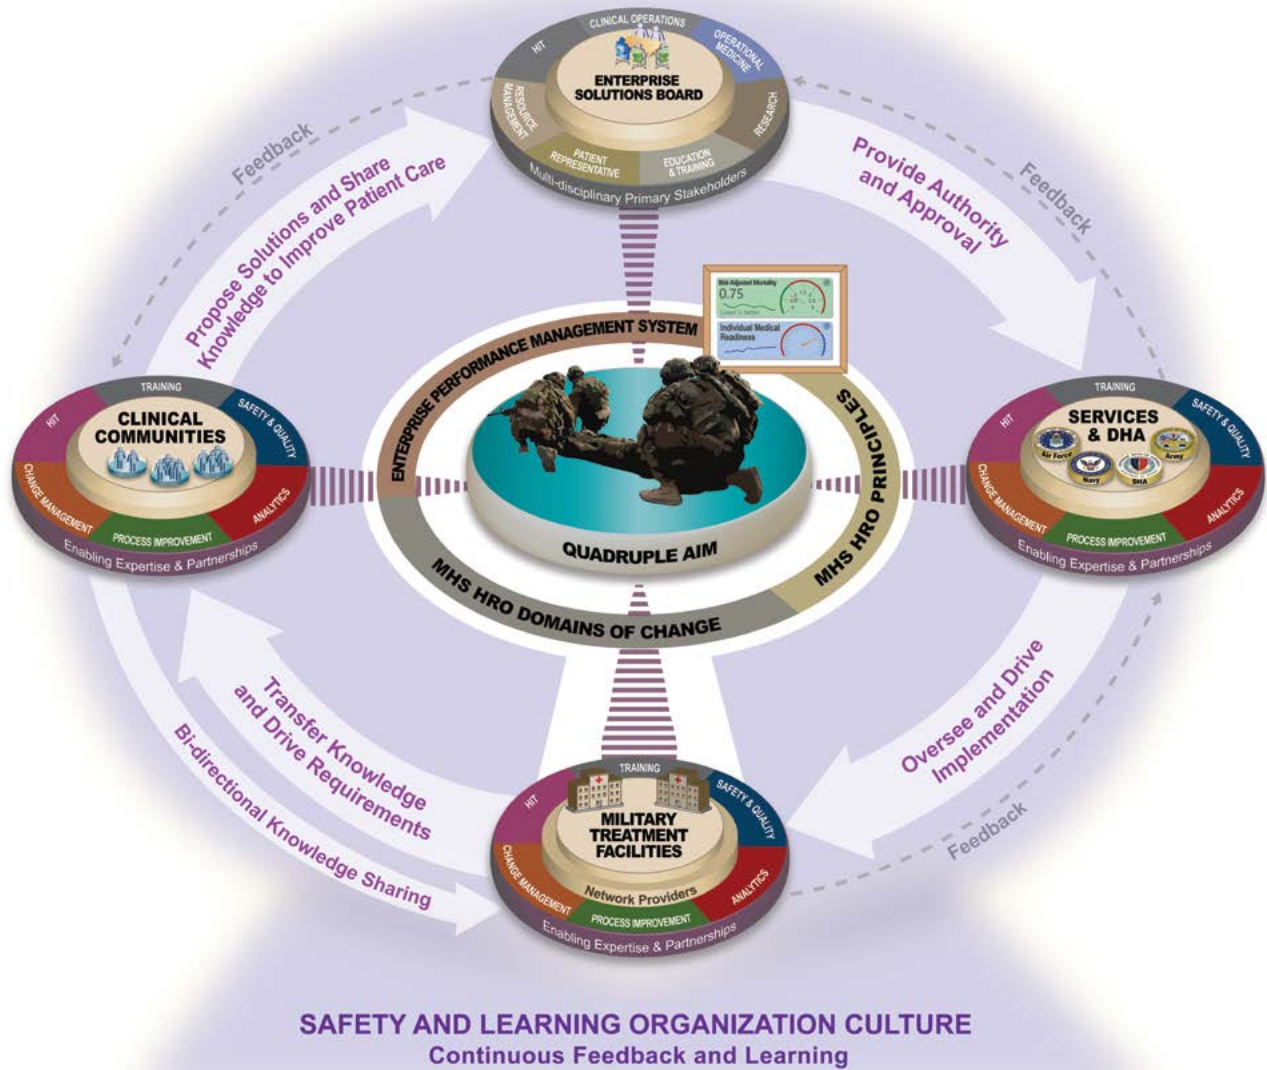 CLINICAL OPERATIONS
HIT
OPERATIONAL
MEDICINE
ENTERPRISE
SOLUTIONS BOARD
RESOURCE
MANAGEMENT
RESEARCH
PATIENT
REPRESENTATIVE
EDUCATION
& TRAINING
Multi-disciplinary Primary Stakeholders
Feedback
Propose Solutions and Share
Knowledge to Improve Patient Care
Provide Authority
and Approval
Feedback
Risk Adjusted Mortality
0.75
Lower is better
Individual Medical
Readiness
ENTERPRISE PERFORMANCE MANAGEMENT SYSTEM
MHS HRO PRINCIPLES
MHS HRO DOMAINS OF CHANGE
QUADRUPLE AIM
TRAINING
HIT
SAFETY & QUALITY
CLINICAL
COMMUNITIES
CHANGE MANAGEMENT
ANALYTICS
PROCESS IMPROVEMENT
Enabling Expertise & Partnerships
TRAINING
HIT
SAFETY & QUALITY
SERVICES
& DHA
Air Force
Army
Navy
DHA
CHANGE MANAGEMENT
ANALYTICS
PROCESS IMPROVEMENT
Enabling Expertise & Partnerships
Transfer Knowledge
and Drive Requirements
Bi-directional Knowledge Sharing
Oversee and Drive
Implementation
Feedback
TRAINING
HIT
SAFETY & QUALITY
MILITARY
TREATMENT
FACILITIES
Network Providers
CHANGE MANAGEMENT
ANALYTICS
PROCESS IMPROVEMENT
Enabling Expertise & Partnerships
SAFETY AND LEARNING ORGANIZATION CULTURE
Continuous Feedback and Learning